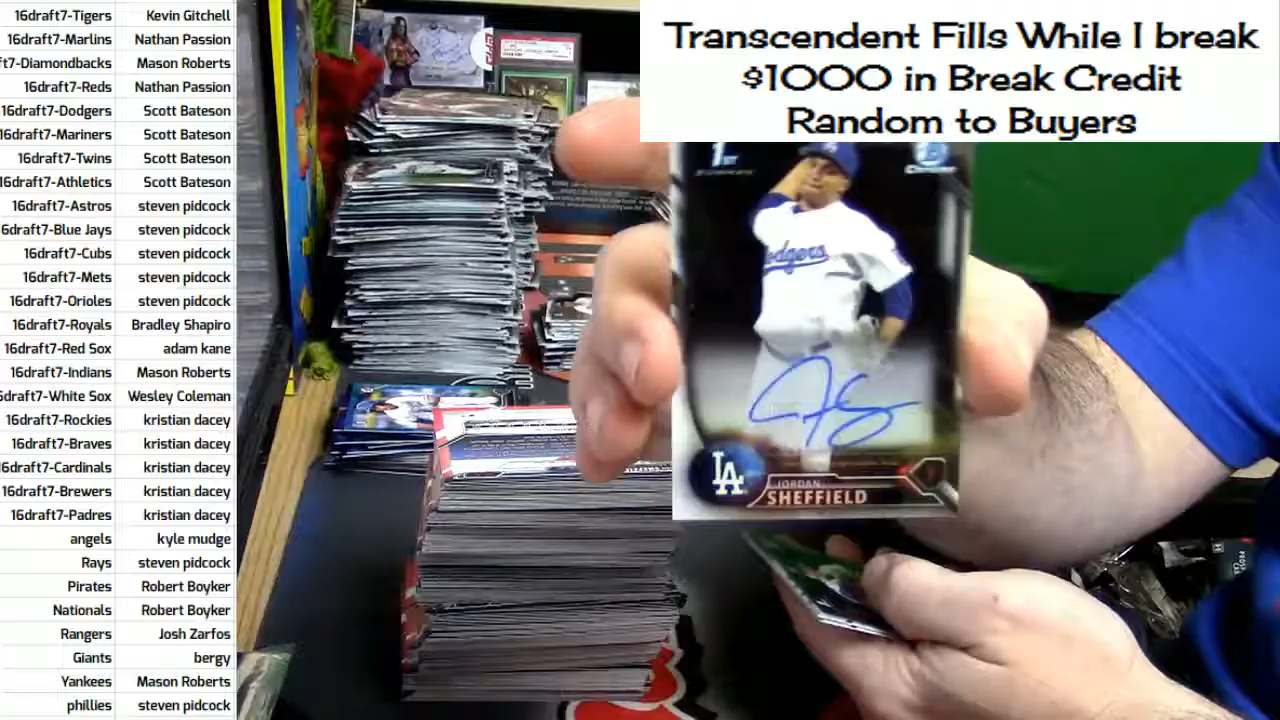 16draft7-Tigers Kevin Gitchell
16draft7-Marlins Nathan Passion
ft7-Diamondbacks Mason Roberts
16draft7-Reds Nathan Passion
16draft7-Dodgers Scott Bateson
16draft7-Mariners Scott Bateson
16draft7-Twins Scott Bateson
16draft7-Athletics Scott Bateson
16draft7-Astros steven pidcock
16draft7-Blue Jays steven pidcock
16draft7-Cubs steven pidcock
16draft7-Mets steven pidcock
16draft7-Orioles steven pidcock
16draft7-Royals Bradley Shapiro
16draft7-Red Sox adam kane
16draft7-Indians Mason Roberts
6draft7-White Sox Wesley Coleman
16draft7-Rockies kristian dacey
16draft7-Braves kristian dacey
16draft7-Cardinals kristian dacey
16draft7-Brewers kristian dacey
16draft7-Padres kristian dacey
angels kyle mudge
Rays steven pidcock
Pirates Robert Boyker
Nationals Robert Boyker
Rangers Josh Zarfos
Giants bergy
Yankees Mason Roberts
phillies steven pidcock
Transcendent Fills While I break
$1000 in Break Credit
Random to Buyers
1ST
Dodgers
LA
JORDAN
SHEFFIELD